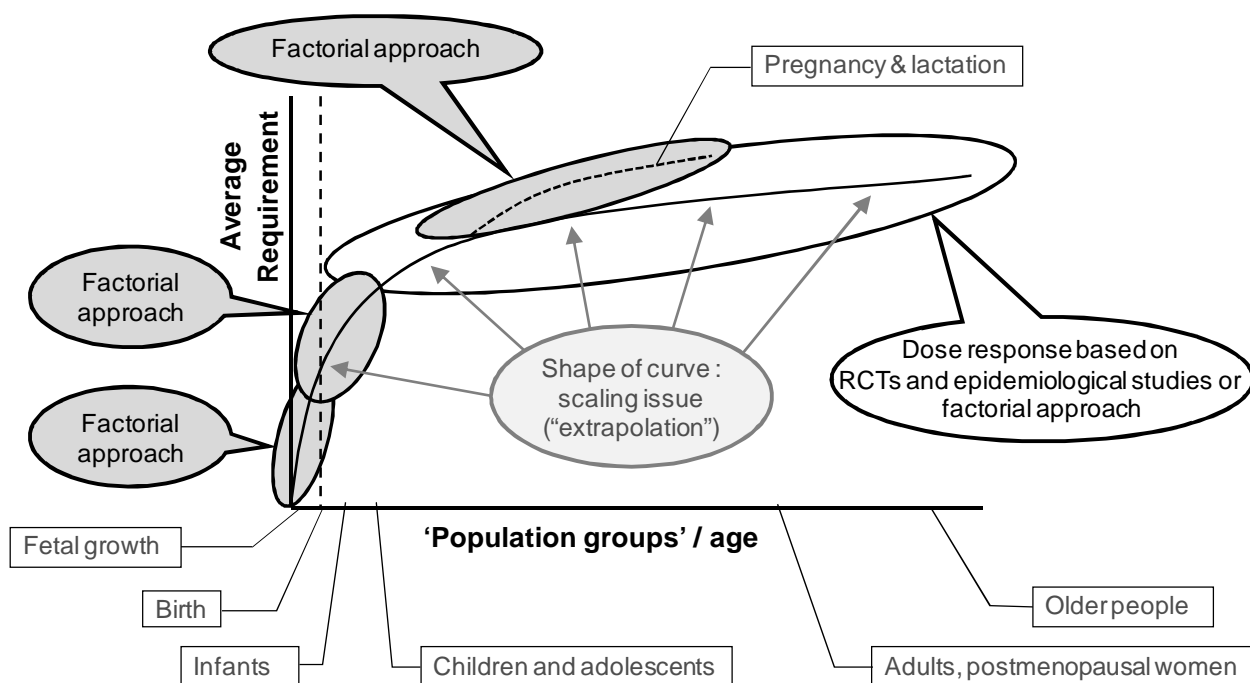 Factorial approach
Pregnancy & lactation
Average
Requirement
Factorial
approach
Factorial
approach
Shape of curve :
scaling issue
(“extrapolation”)
Dose response based on
RCTs and epidemiological studies or
factorial approach
‘Population groups’ / age
Fetal growth
Birth
Infants
Children and adolescents
Older people
Adults, postmenopausal women